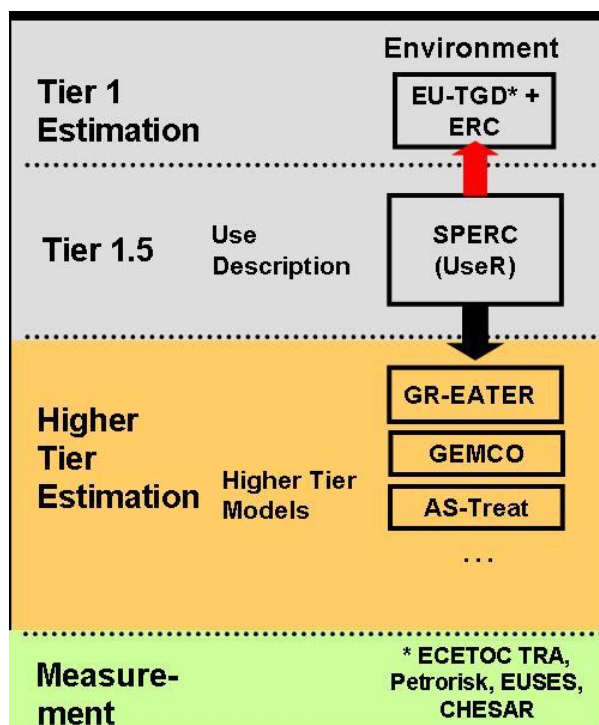 Environment
Tier 1
Estimation
EU-TGD* +
ERC
Tier 1.5
Use
Description
SPERC
(UseR)
Higher
Tier
Estimation
Higher Tier
Models
GR-EATER
GEMCO
AS-Treat
...
Measure-
ment
* ECETOC TRA,
Petrorisk, EUSES,
CHESAR